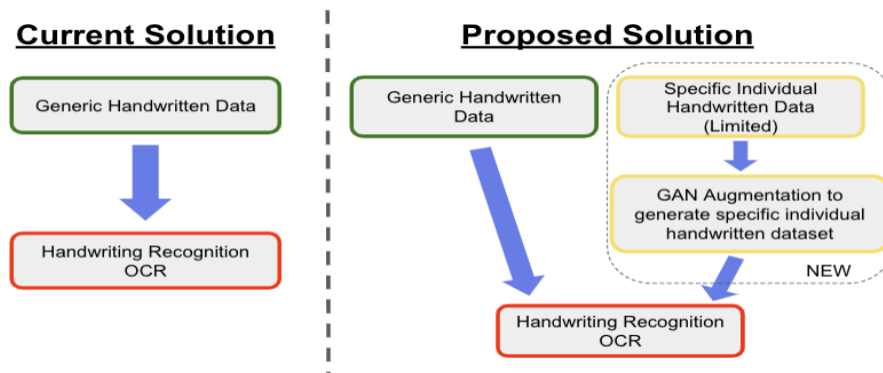 Current Solution
Generic Handwritten Data
Handwriting Recognition
OCR
Proposed Solution
Generic Handwritten
Data
Specific Individual
Handwritten Data
(Limited)
GAN Augmentation to
generate specific individual
handwritten dataset
NEW
Handwriting Recognition
OCR